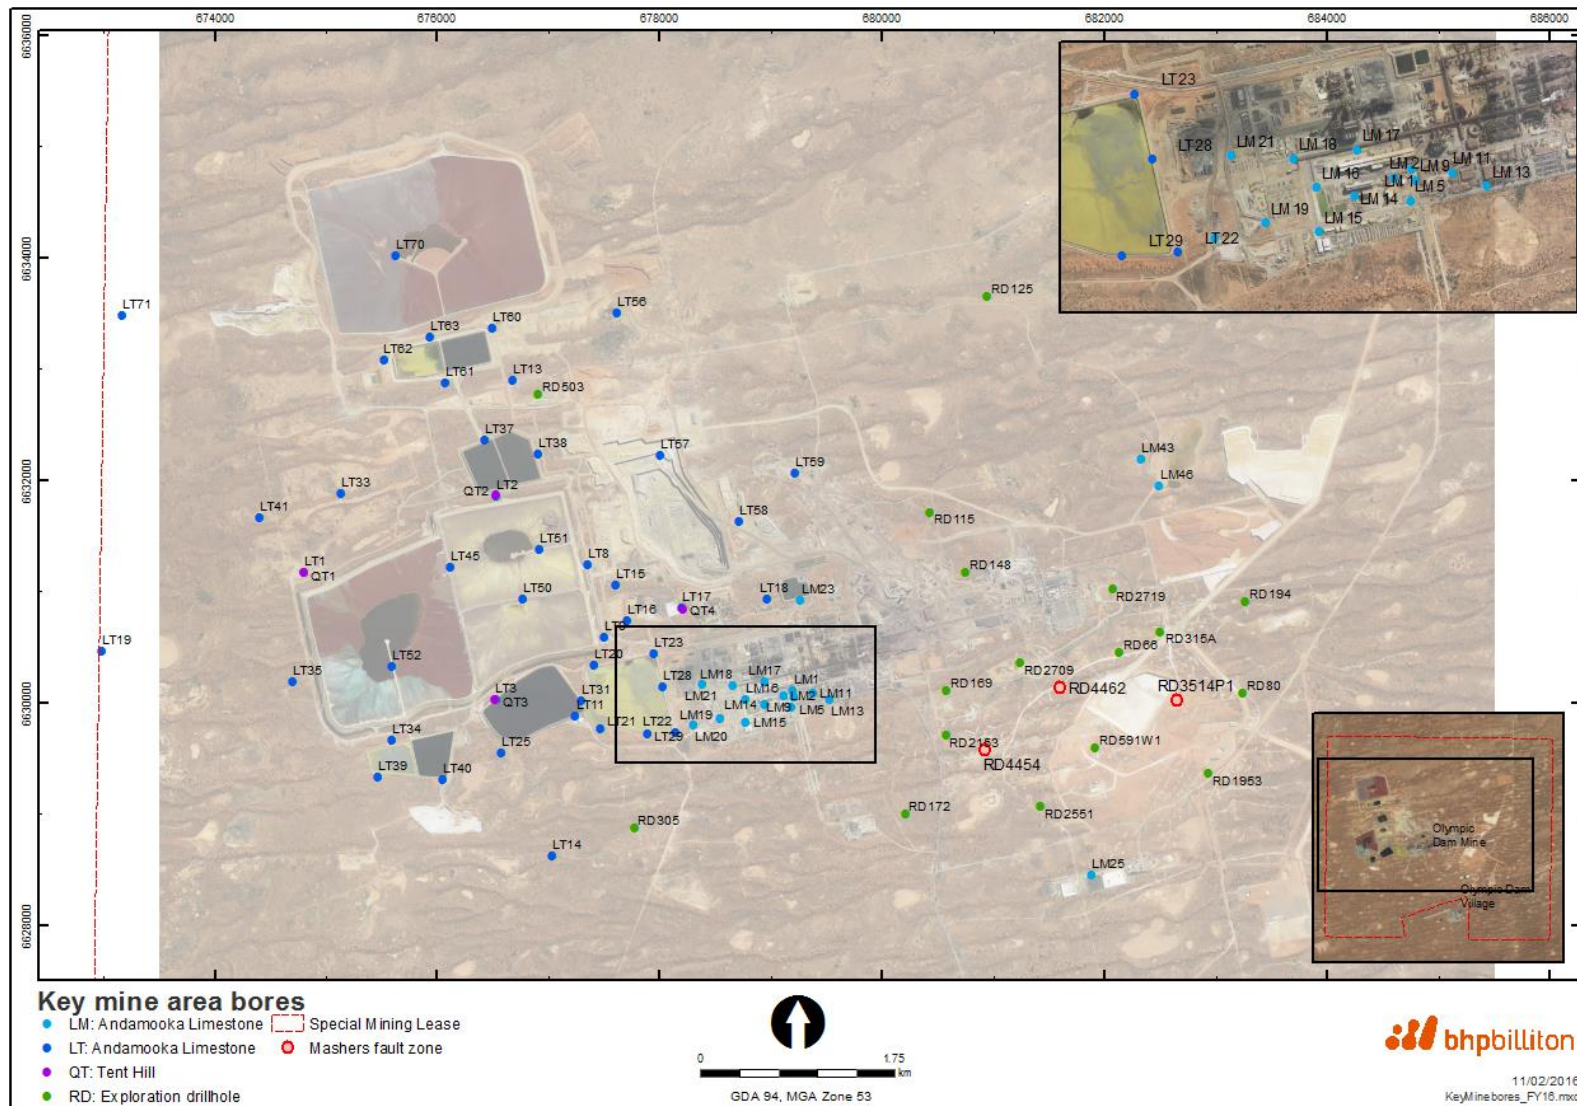 674000
676000
678000
680000
682000
684000
686000
6636000
6634000
6632000
6630000
6628000
LT23
LT28
LM 21
LM 18
LM 17
LM 2
LM 9
LM 11
LM 16
LM 1
LM 5
LM 13
LM 14
LM 19
LM 15
LT29
LT22
LT70
LT71
LT56
RD125
LT60
LT63
LT62
LT61
LT13
RD503
LT37
LT38
LT57
LT59
LM43
LM46
LT33
LT2
QT2
LT41
LT58
RD115
LT51
LT8
LT1
QT1
LT45
LT15
RD148
LT50
LT17
QT4
LT18
LM23
RD2719
RD194
LT16
LT9
RD315A
LT19
LT23
RD66
LT20
LT52
RD2709
LT35
LT28
LM18
LM17
LM1
RD169
RD4462
RD3514P1
RD80
LT3
QT3
LT31
LM21
LM16
LM2
LM11
LT11
LM14
LM9
LM5
LM13
LT34
LT21
LT22
LM19
LM15
LT29
LM20
RD2153
RD591W1
LT25
RD4454
LT39
LT40
RD1953
RD172
RD2551
RD305
LT14
LM25
Olympic
Dam Mine
Olympic Dam
Village
Key mine area bores
LM: Andamooka Limestone
Special Mining Lease
LT: Andamooka Limestone
Mashers fault zone
QT: Tent Hill
RD: Exploration drillhole
0
1.75
km
GDA 94, MGA Zone 53
bhpbilliton
11/02/2016
KeyMinebores_FY16.mxd